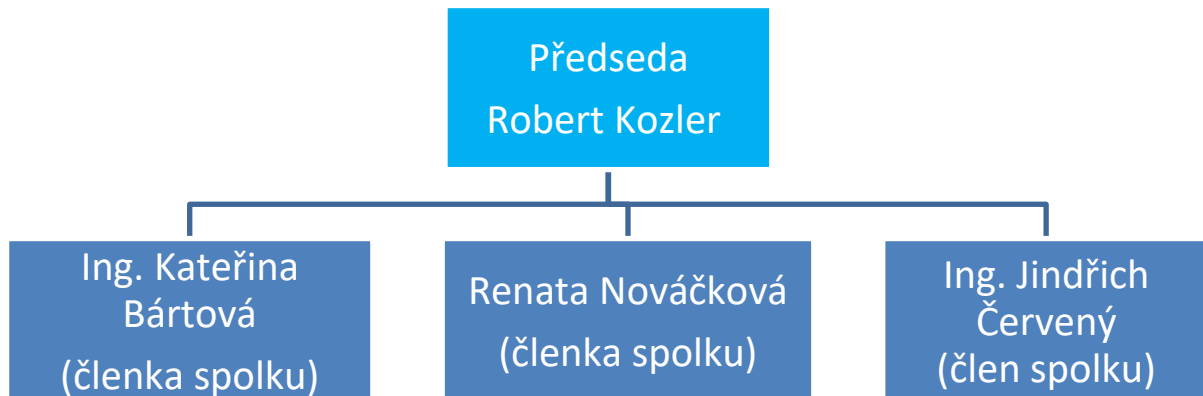 Předseda
Robert Kozler
Ing. Kateřina
Bártová
(členka spolku)
Renata Nováčková
(členka spolku)
Ing. Jindřich
Červený
(člen spolku)